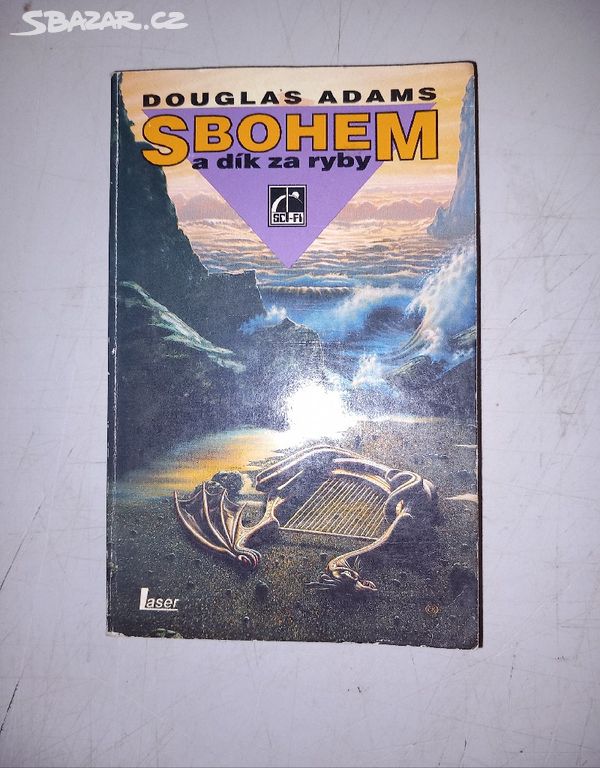 SBAZAR.CZ
DOUGLAS ADAMS
SBOHEM
a dík za ryby
SCI-FI
Laser